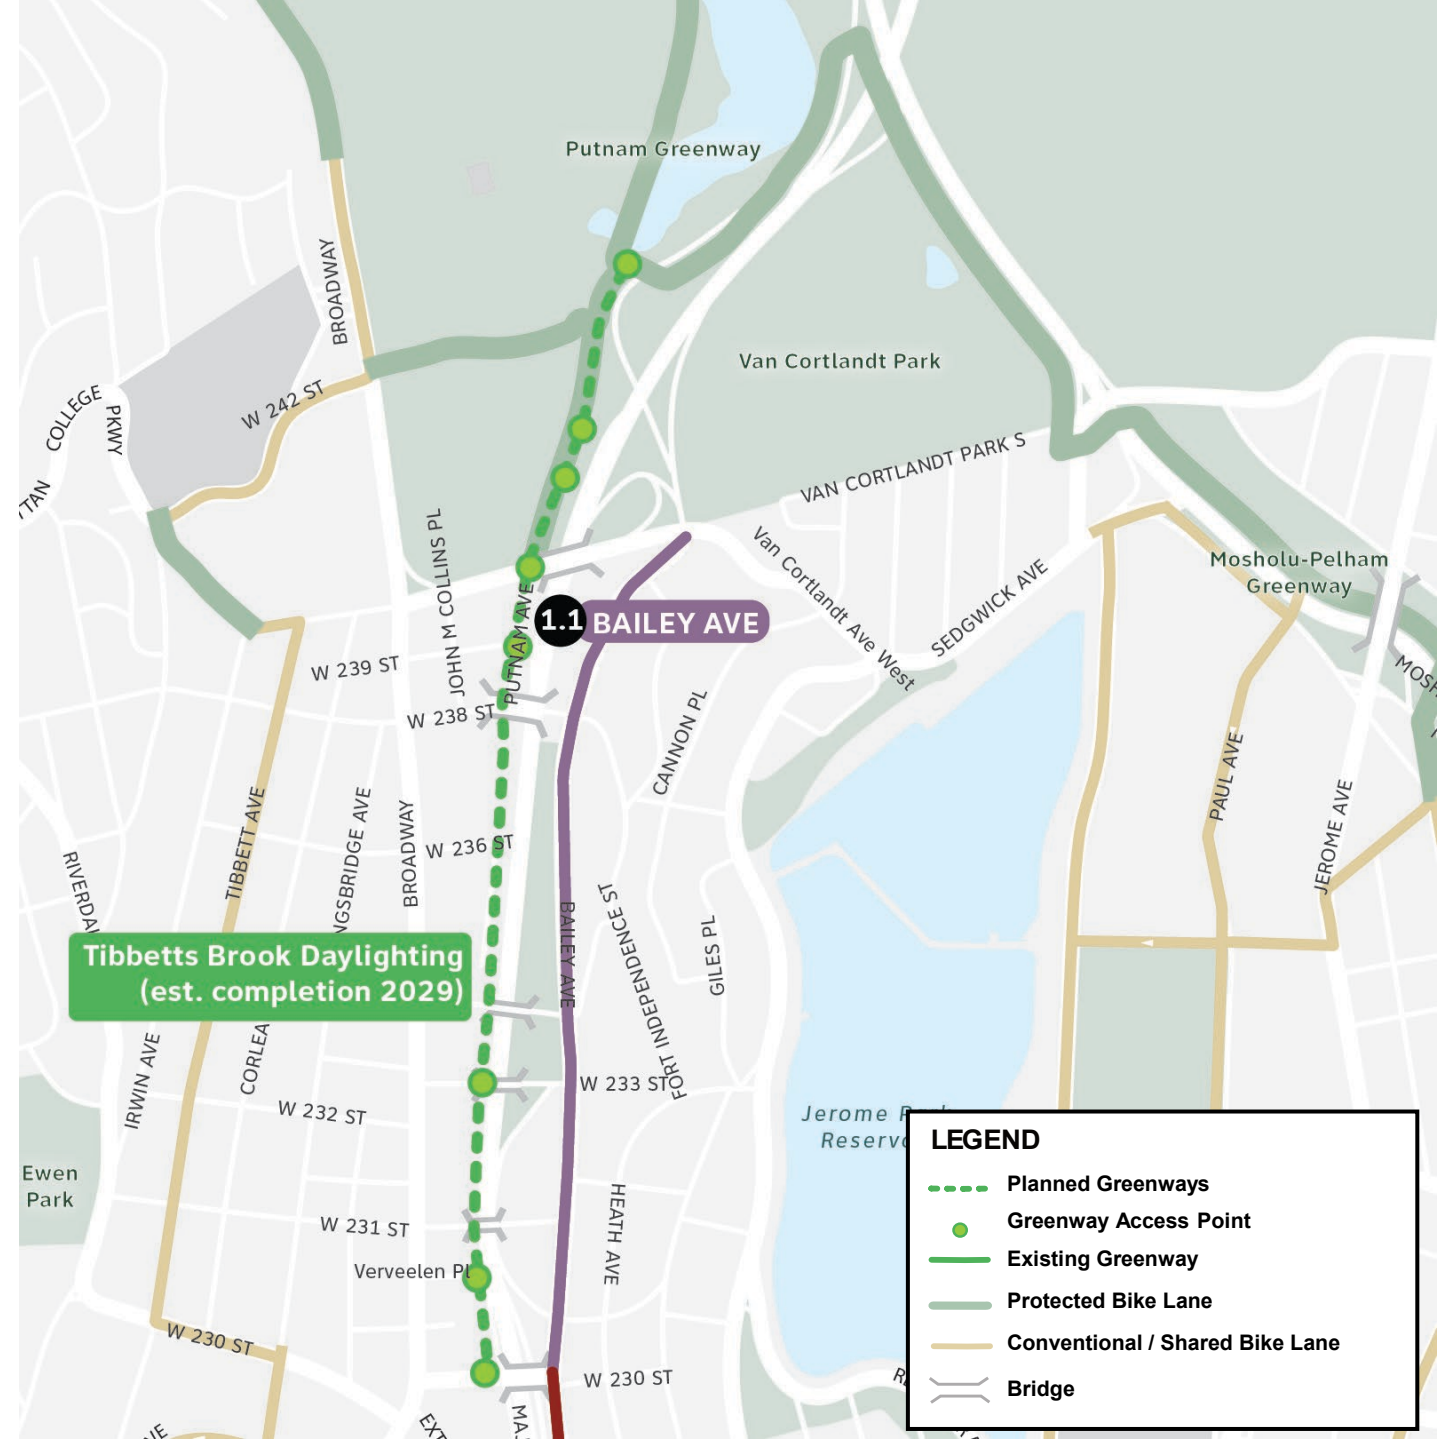 Putnam Greenway
BROADWAY
Van Cortlandt Park
W 242 ST
COLLEGE
PKWY
VAN CORTLANDT PARK S
JOHN M COLLINS PL
Van Cortlandt Ave West
SEDGWICK AVE
Mosholu-Pelham
Greenway
PUTNAM AVE
1.1 BAILEY AVE
W 239 ST
W 238 ST
CANNON PL
PAUL AVE
JEROME AVE
TIBBETT AVE
BROADWAY
W 236 ST
BAILEY AVE
FORT INDEPENDENCE ST
GILES PL
Tibbetts Brook Daylighting
(est. completion 2029)
IRWIN AVE
W 233 ST
W 232 ST
Jerome
Ewen
Park
W 231 ST
HEATH AVE
Verveelen Pl
W 230 ST
W 230 ST
LEGEND
Planned Greenways
Greenway Access Point
Existing Greenway
Protected Bike Lane
Conventional / Shared Bike Lane
Bridge